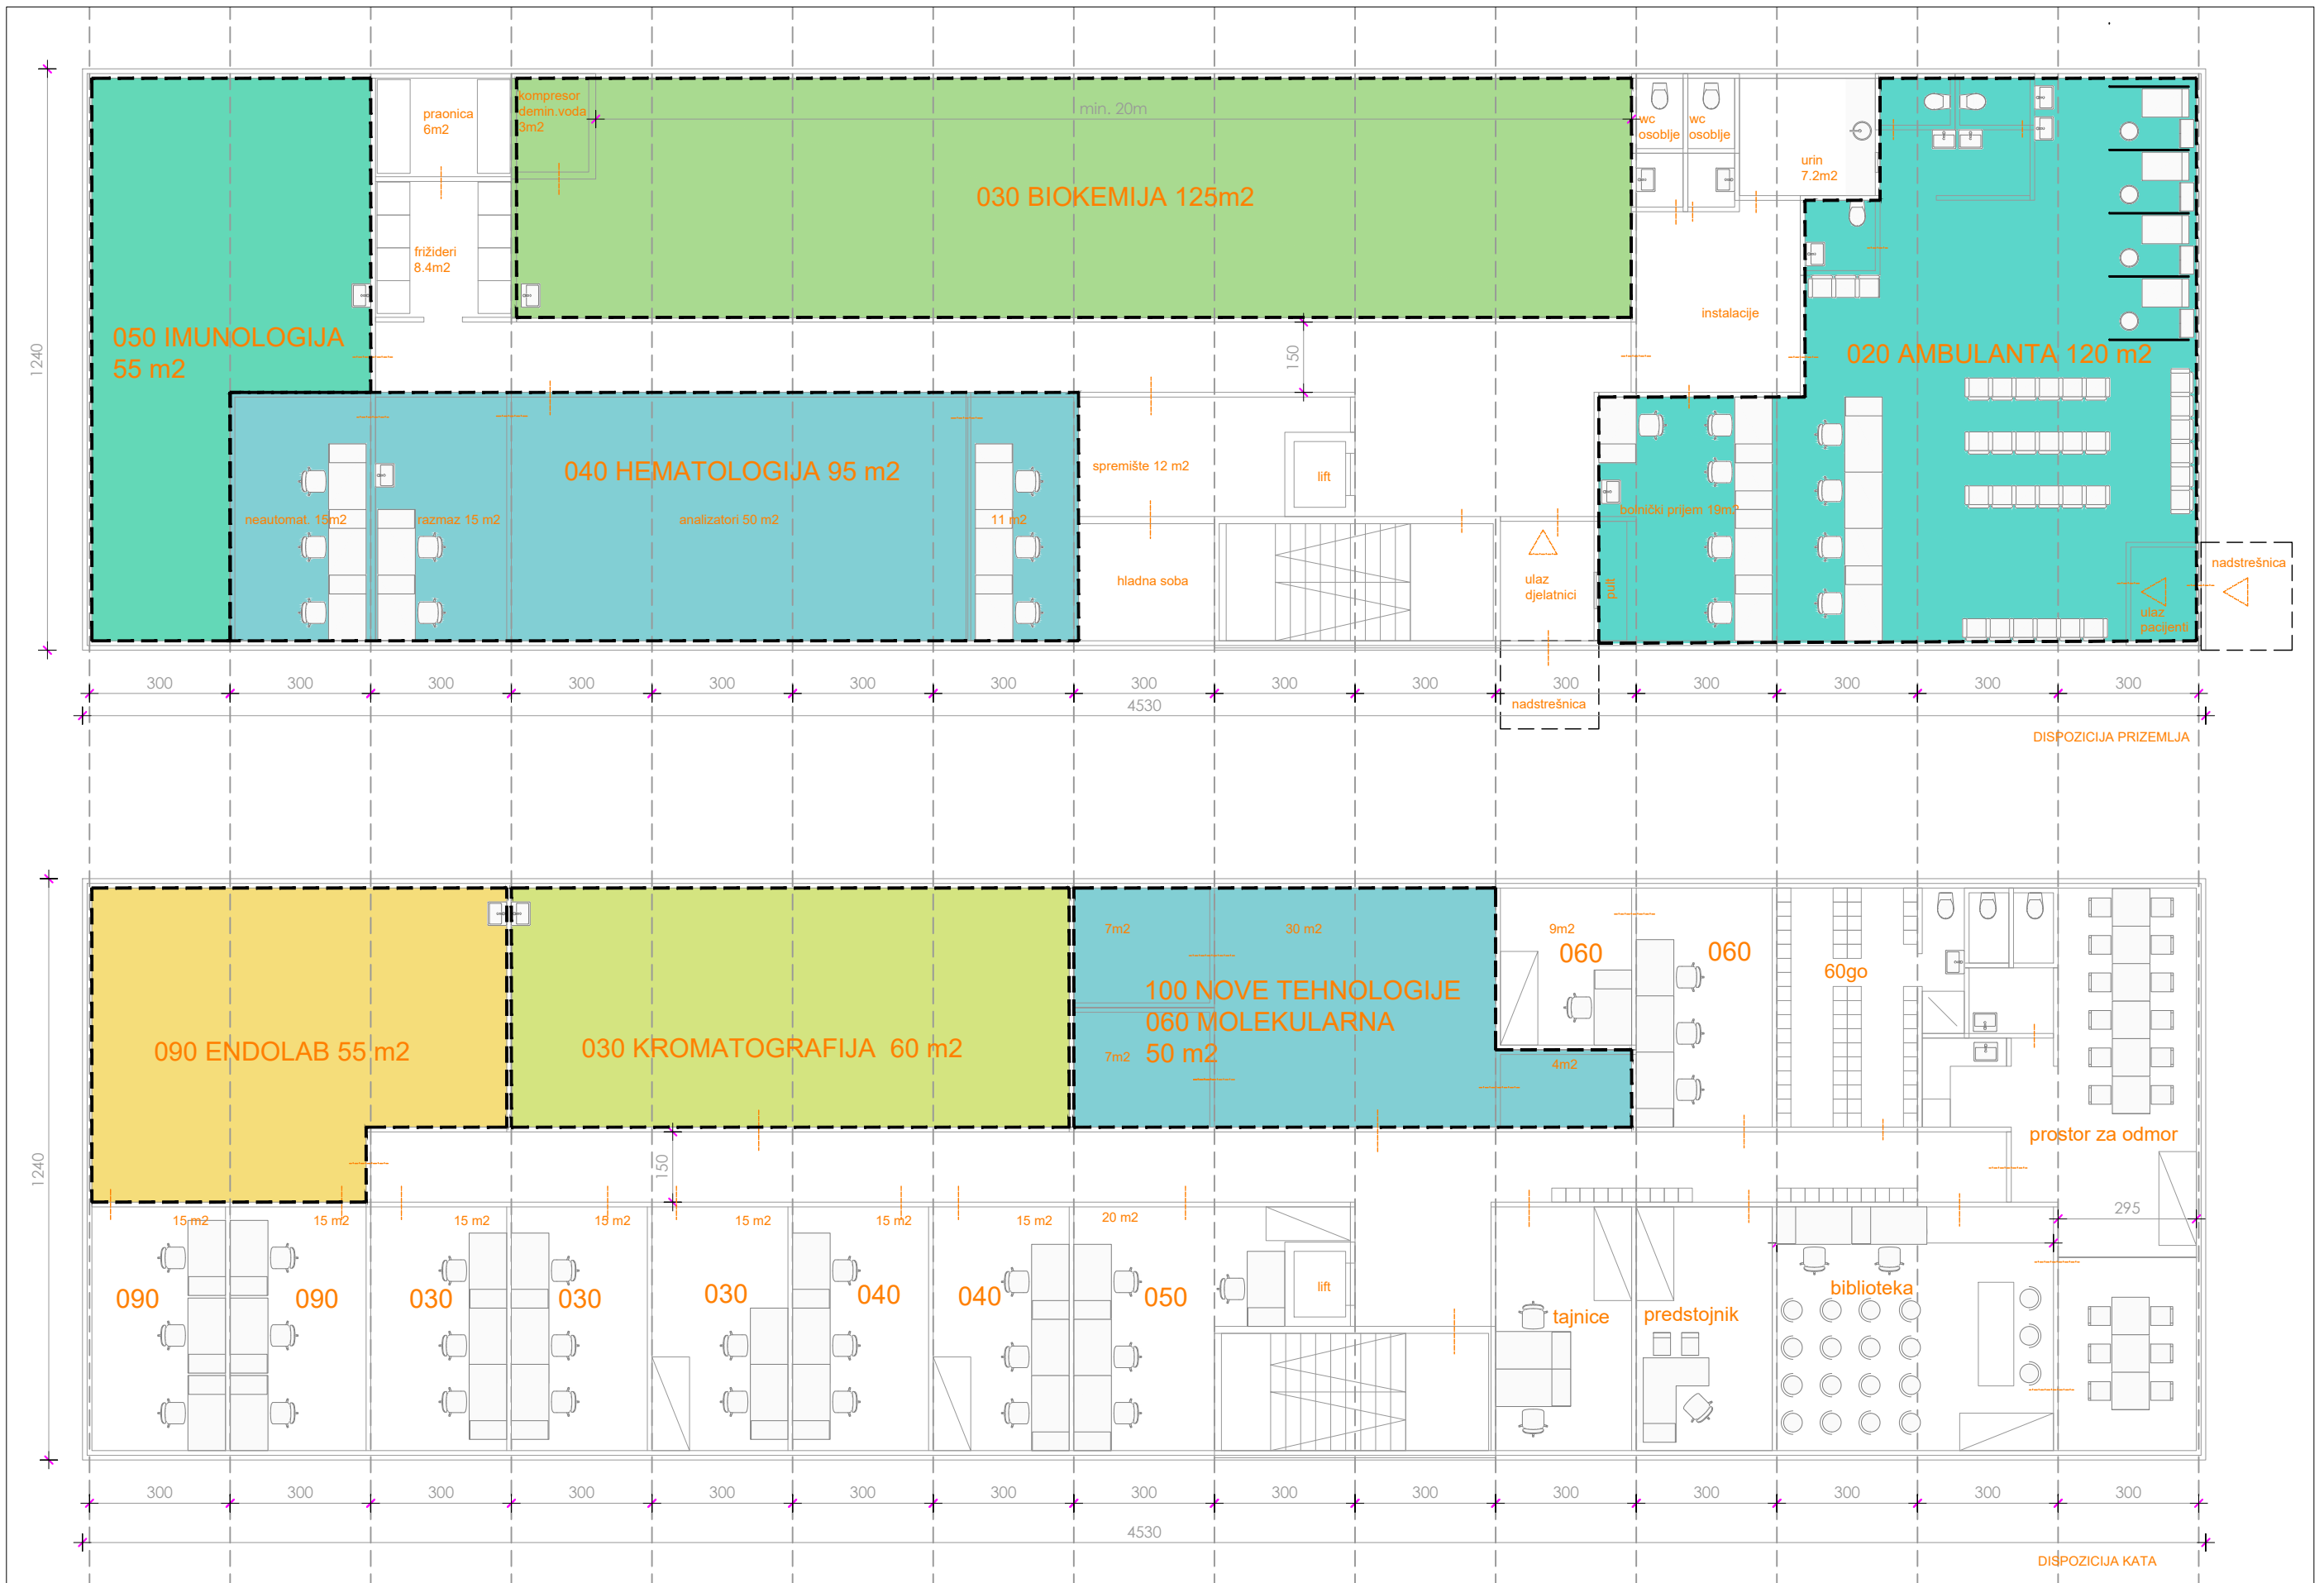 praonica
6m2
kompresor
demin.voda
3m2
min. 20m
wc
osoblje
wc
osoblje
urin
7.2m2
030 BIOKEMIJA 125m2
frižideri
8.4m2
instalacije
050 IMUNOLOGIJA
55 m2
1240
150
020 AMBULANTA 120 m2
040 HEMATOLOGIJA 95 m2
spremište 12 m2
lift
neautomat. 15m2
razmaz 15 m2
analizatori 50 m2
11 m2
bolnički prijem 19m2
hladna soba
ulaz
djelatnici
pult
nadstrešnica
ulaz
pacijenti
300 300 300 300 300 300 300 300 300 300 300 300 300 300 300
nadstrešnica
4530
DISPOZICIJA PRIZEMLJA
7m2
30 m2
9m2
060
060
60go
100 NOVE TEHNOLOGIJE
060 MOLEKULARNA
50 m2
7m2
4m2
090 ENDOLAB 55 m2
030 KROMATOGRAFIJA 60 m2
prostor za odmor
1240
150
295
15 m2
15 m2
15 m2
15 m2
15 m2
15 m2
15 m2
20 m2
090
090
030
030
030
040
040
050
lift
tajnice
predstojnik
biblioteka
300 300 300 300 300 300 300 300 300 300 300 300 300 300 300
4530
DISPOZICIJA KATA